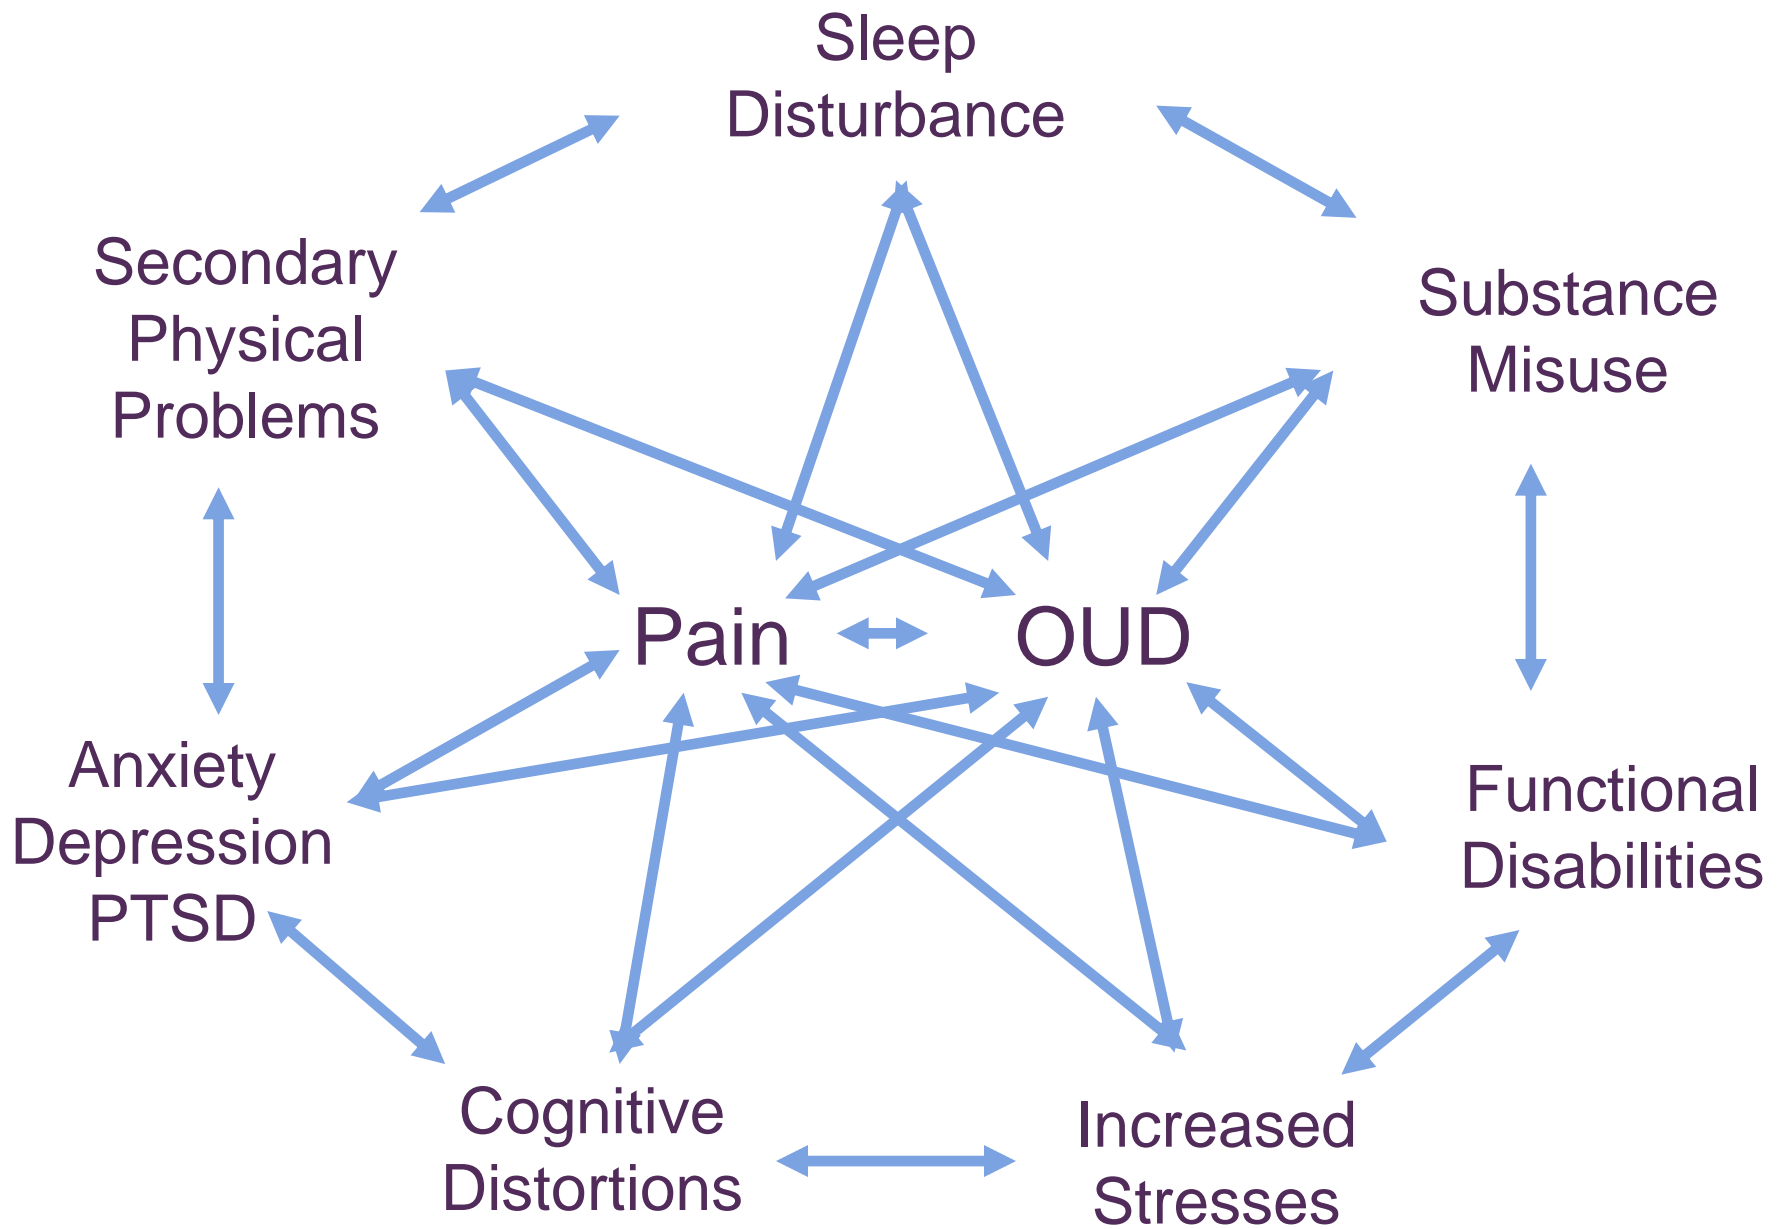 Sleep
Disturbance
Secondary
Physical
Problems
Substance
Misuse
Pain
OUD
Anxiety
Depression
PTSD
Functional
Disabilities
Cognitive
Distortions
Increased
Stresses